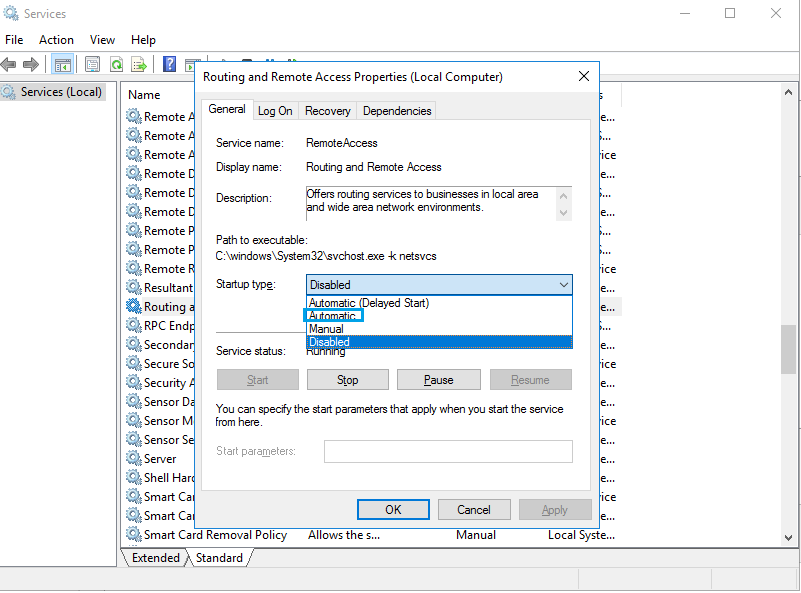 Services
File Action View Help
Routing and Remote Access Properties (Local Computer)
Services (Local)
Name
General Log On Recovery Dependencies
Service name: RemoteAccess
Display name: Routing and Remote Access
Description: Offers routing services to businesses in local area
and wide area network environments.
Path to executable:
C:\windows\System32\svchost.exe -k netsvcs
Startup type: Disabled
Automatic (Delayed Start)
Automatic
Manual
Disabled
Service status: Running
Start Stop Pause Resume
You can specify the start parameters that apply when you start the service
from here.
Start parameters:
OK Cancel Apply
Remote A
Remote A
Remote A
Remote D
Remote D
Remote D
Remote P
Remote P
Remote R
Resultant
Routing a
RPC Endp
Secondar
Secure So
Security A
Sensor Da
Sensor M
Sensor Se
Server
Shell Hard
Smart Car
Smart Car
Smart Card Removal Policy Allows the s... Manual Local Syste...
Extended Standard